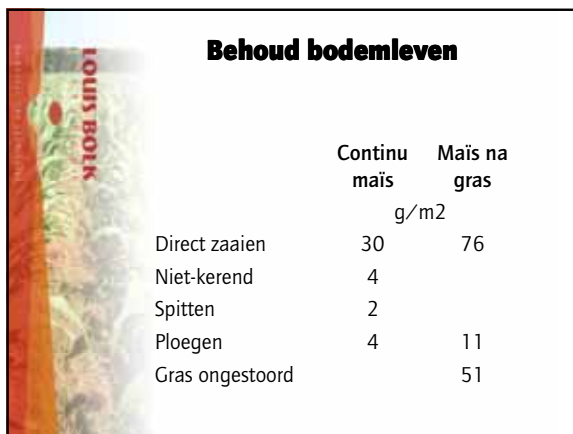 Behoud bodemleven
LOUIS BOLK
Continu Maïs na
maïs gras
g/m2
Direct zaaien 30 76
Niet-kerend 4
Spitten 2
Ploegen 4 11
Gras ongestoord 51